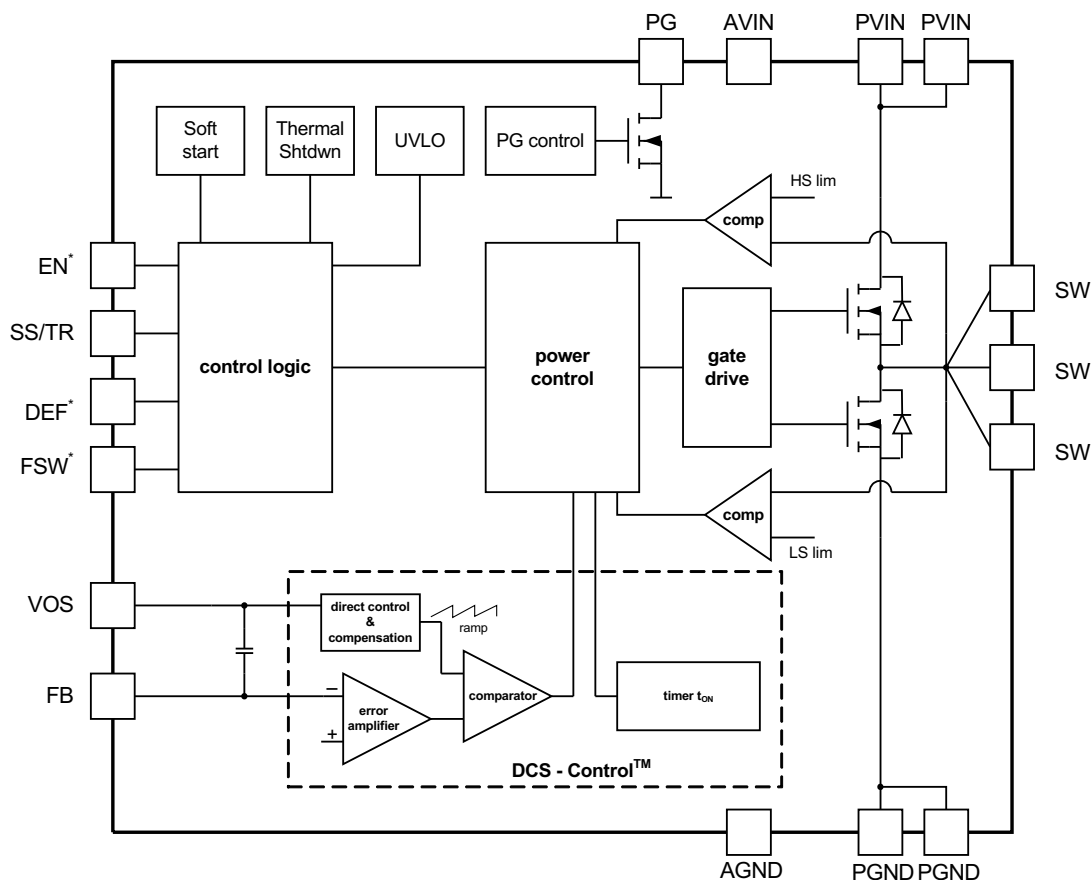 PG
AVIN
PVIN
PVIN
Soft
start
Thermal
Shtdwn
UVLO
PG control
HS lim
comp
EN*
SS/TR
DEF*
FSW*
control logic
power
control
gate
drive
SW
SW
SW
comp
LS lim
VOS
FB
direct control
&
compensation
ramp
–
+
error
amplifier
comparator
timer tON
DCS - Control™
AGND
PGND
PGND